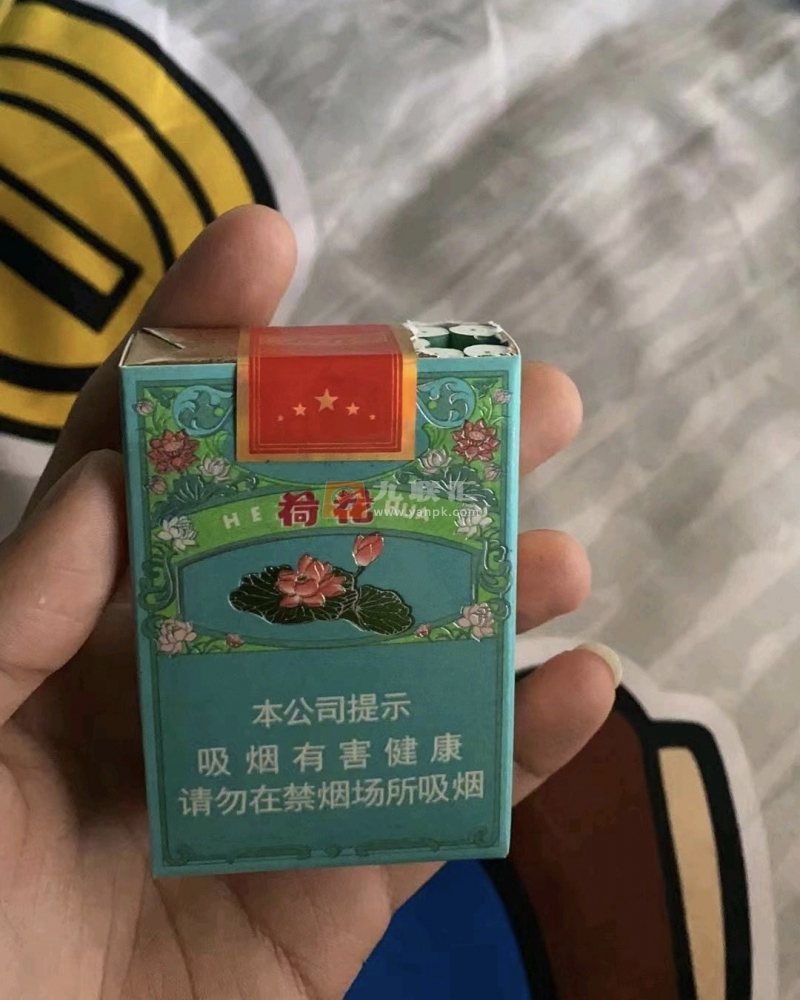 荷花
九联汇
www.yanpk.com
本公司提示
吸烟有害健康
请勿在禁烟场所吸烟